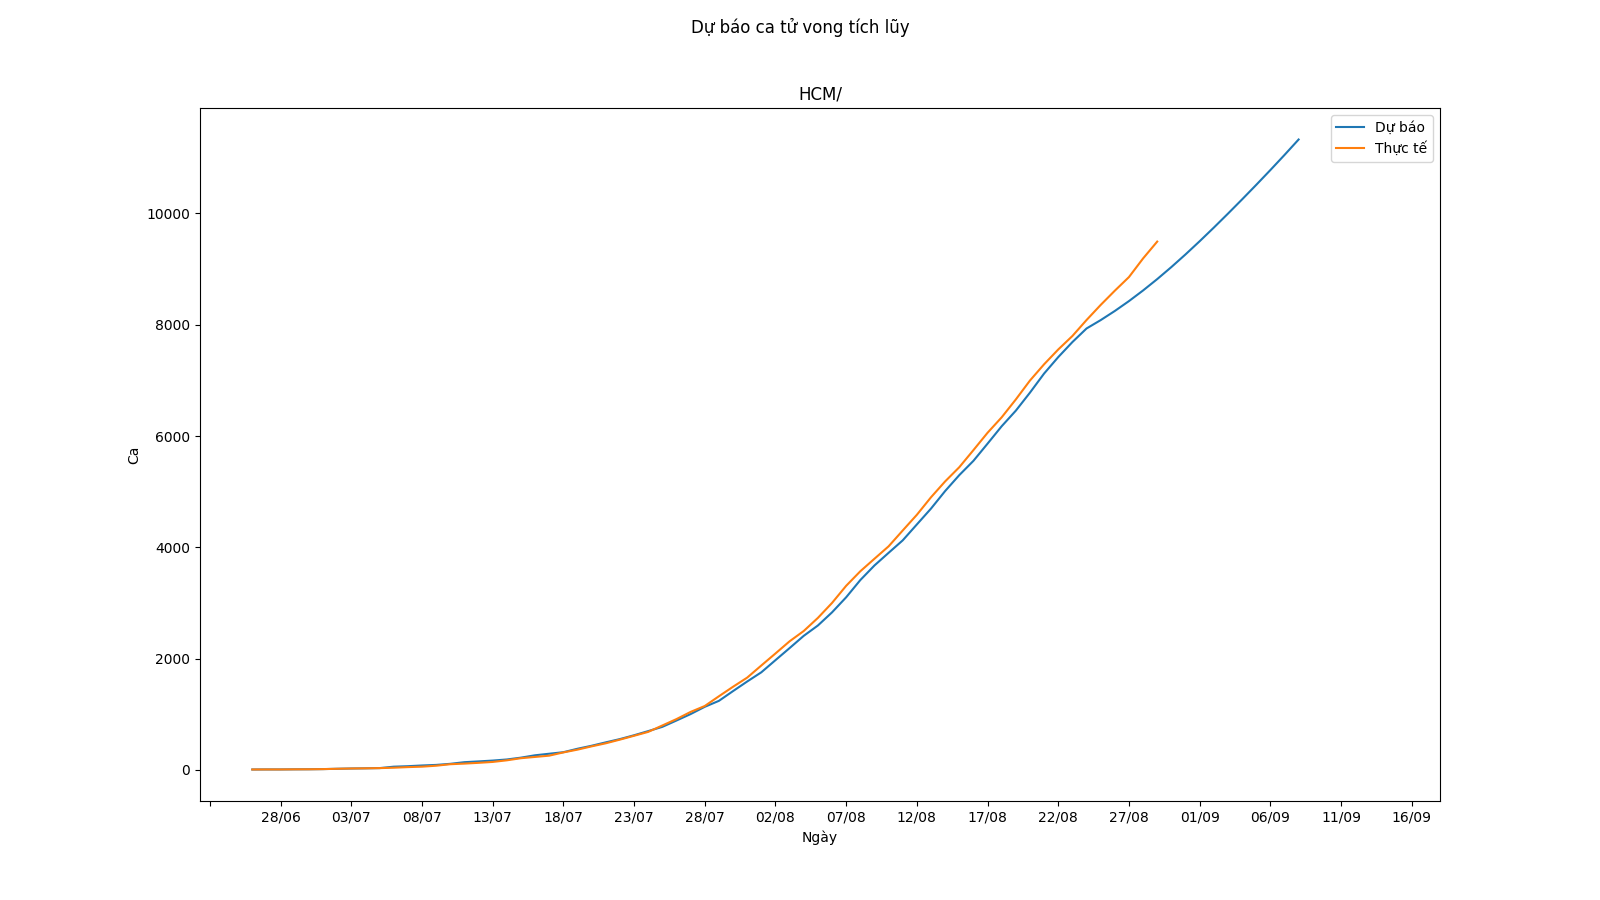 Dự báo ca tử vong tích lũy
HCM/
Dự báo
Thực tế
10000
8000
6000
4000
2000
0
Ca
28/06 03/07 08/07 13/07 18/07 23/07 28/07 02/08 07/08 12/08 17/08 22/08 27/08 01/09 06/09 11/09 16/09
Ngày